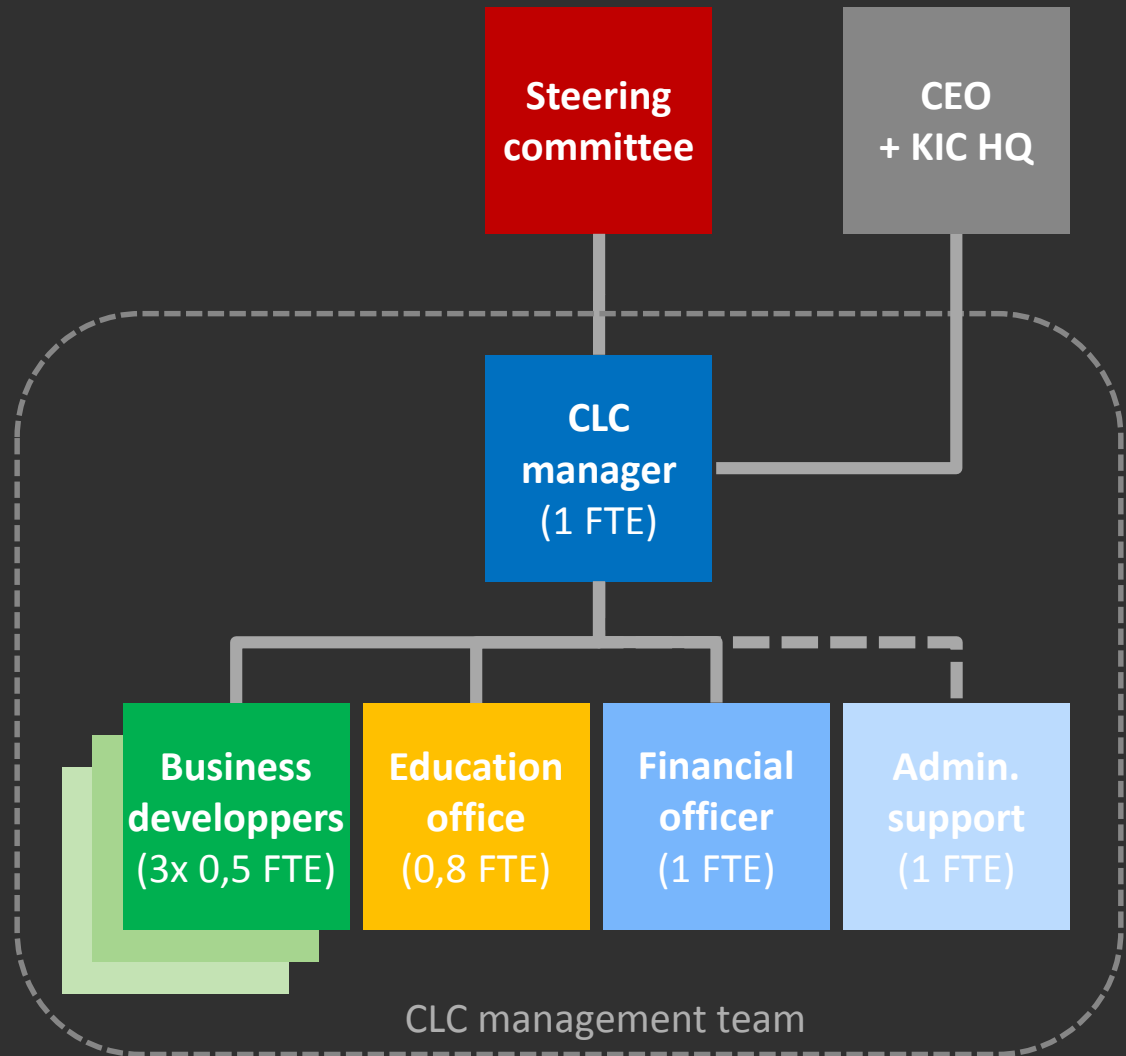 Steering
committee
CEO
+ KIC HQ
CLC
manager
(1 FTE)
Business
developpers
(3x 0,5 FTE)
Education
office
(0,8 FTE)
Financial
officer
(1 FTE)
Admin.
support
(1 FTE)
CLC management team